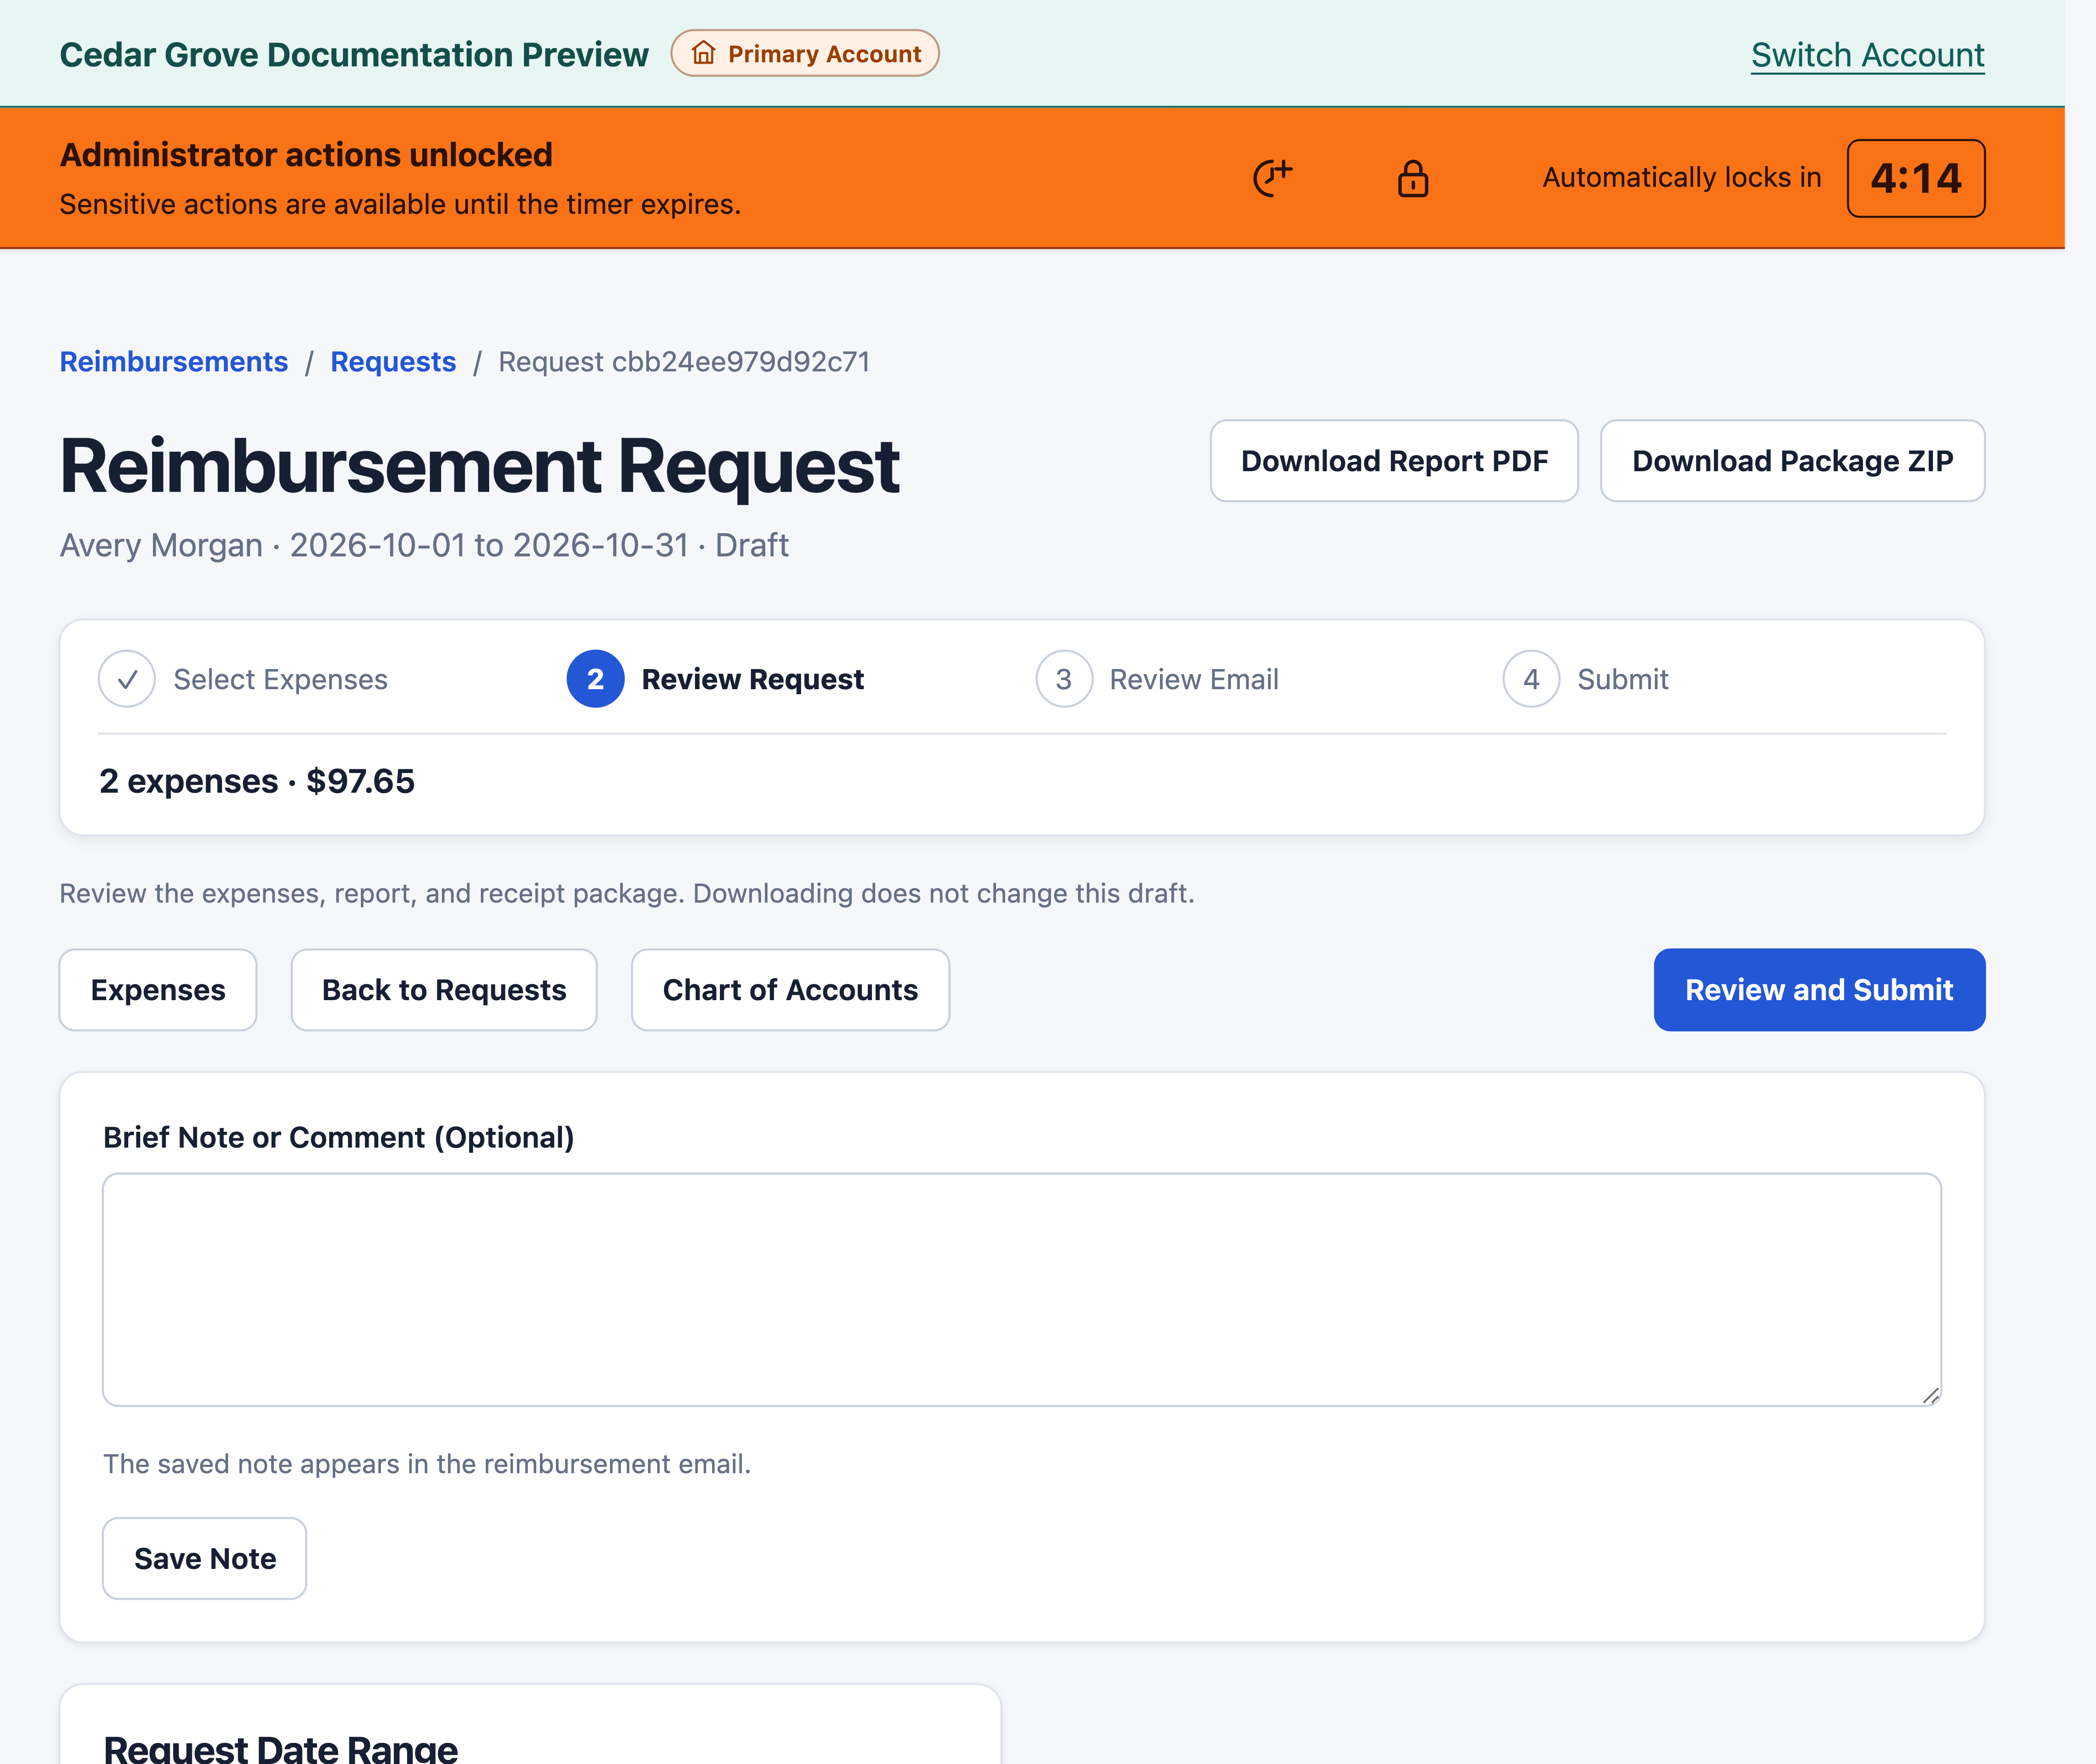 Cedar Grove Documentation Preview Primary Account Switch Account
Administrator actions unlocked
Sensitive actions are available until the timer expires.
Automatically locks in 4:14
Reimbursements / Requests / Request cbb24ee979d92c71
Reimbursement Request
Download Report PDF Download Package ZIP
Avery Morgan · 2026-10-01 to 2026-10-31 · Draft
Select Expenses 2 Review Request 3 Review Email 4 Submit
2 expenses · $97.65
Review the expenses, report, and receipt package. Downloading does not change this draft.
Expenses Back to Requests Chart of Accounts Review and Submit
Brief Note or Comment (Optional)
The saved note appears in the reimbursement email.
Save Note
Request Date Range